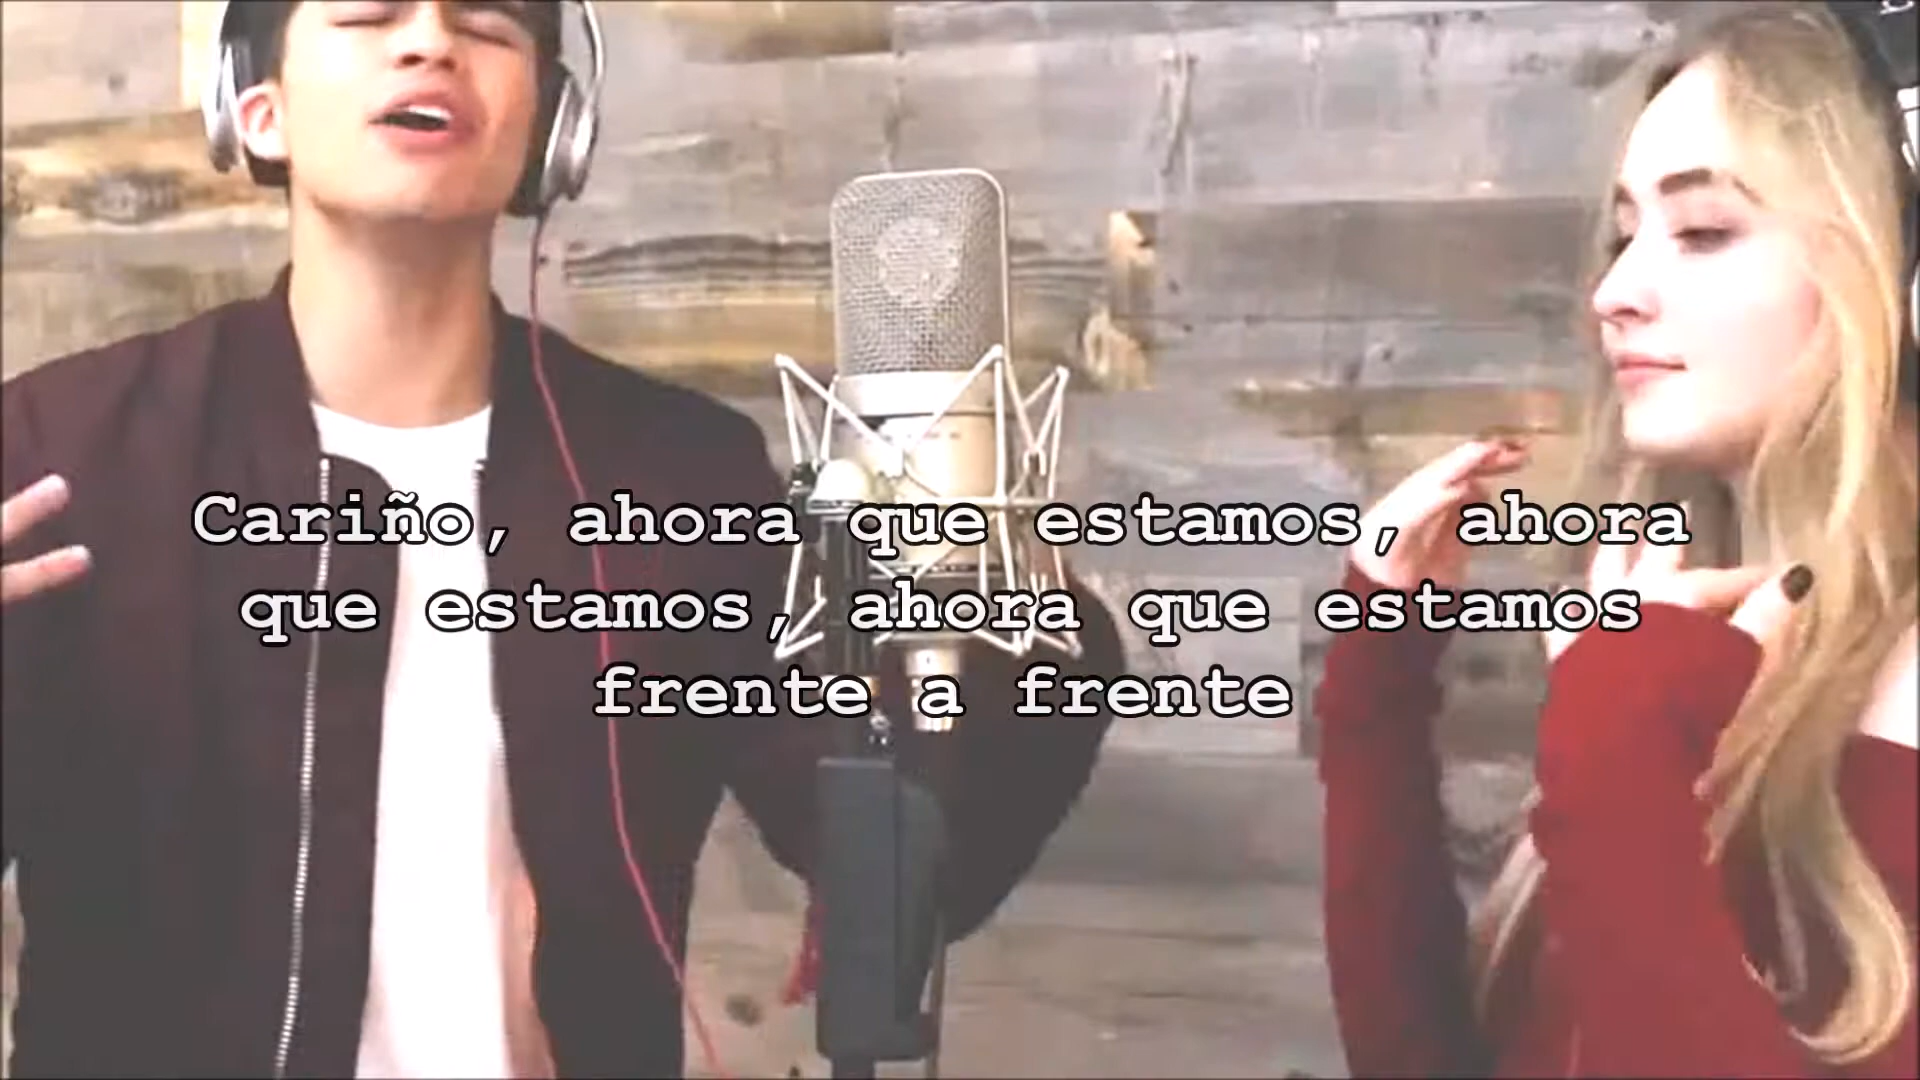 Cariño, ahora que estamos, ahora
que estamos, ahora que estamos
frente a frente